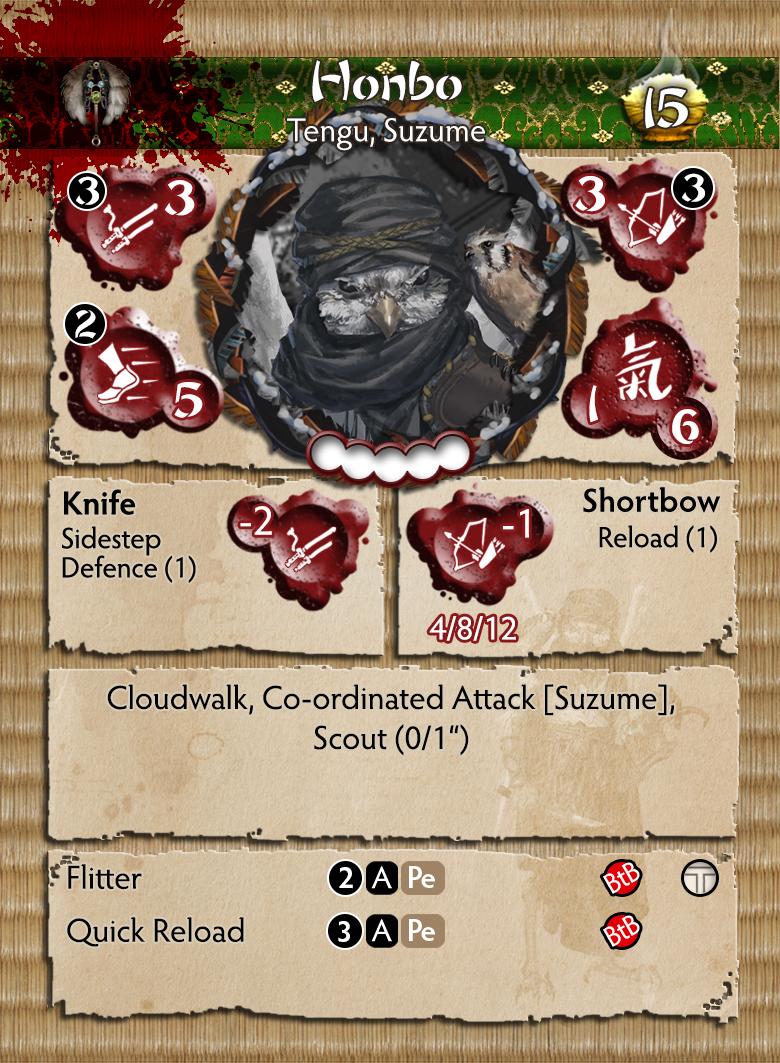 Honbo
15
Tengu, Suzume
3 3
3 3
2 5
氣
1 6
Knife
Sidestep
Defence (1)
-2
-1
4/8/12
Shortbow
Reload (1)
Cloudwalk, Co-ordinated Attack [Suzume],
Scout (0/1")
Flitter 2 A Pe BtB T
Quick Reload 3 A Pe BtB